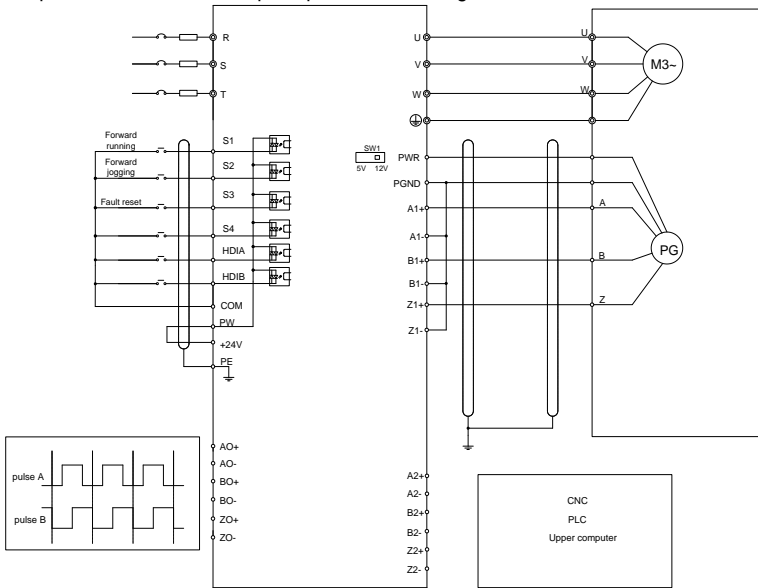 R
S
T
Forward
running
Forward
jogging
Fault reset
S1
S2
S3
S4
HDIA
HDIB
COM
PW
+24V
PE
SW1
5V 12V
U
V
W
PWR
PGND
A1+
A1-
B1+
B1-
Z1+
Z1-
U
V
W
M3~
A
B
Z
PG
pulse A
pulse B
AO+
AO-
BO+
BO-
ZO+
ZO-
A2+
A2-
B2+
B2-
Z2+
Z2-
CNC
PLC
Upper computer